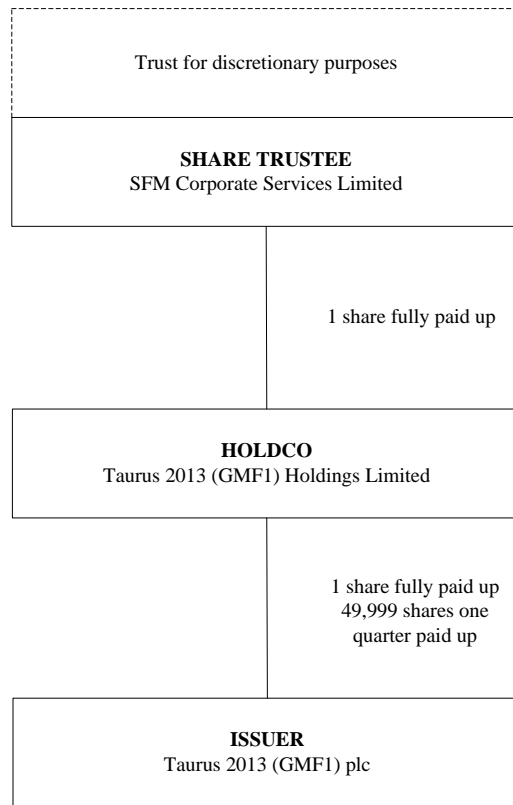 Trust for discretionary purposes
SHARE TRUSTEE
SFM Corporate Services Limited
1 share fully paid up
HOLDCO
Taurus 2013 (GMF1) Holdings Limited
1 share fully paid up
49,999 shares one
quarter paid up
ISSUER
Taurus 2013 (GMF1) plc